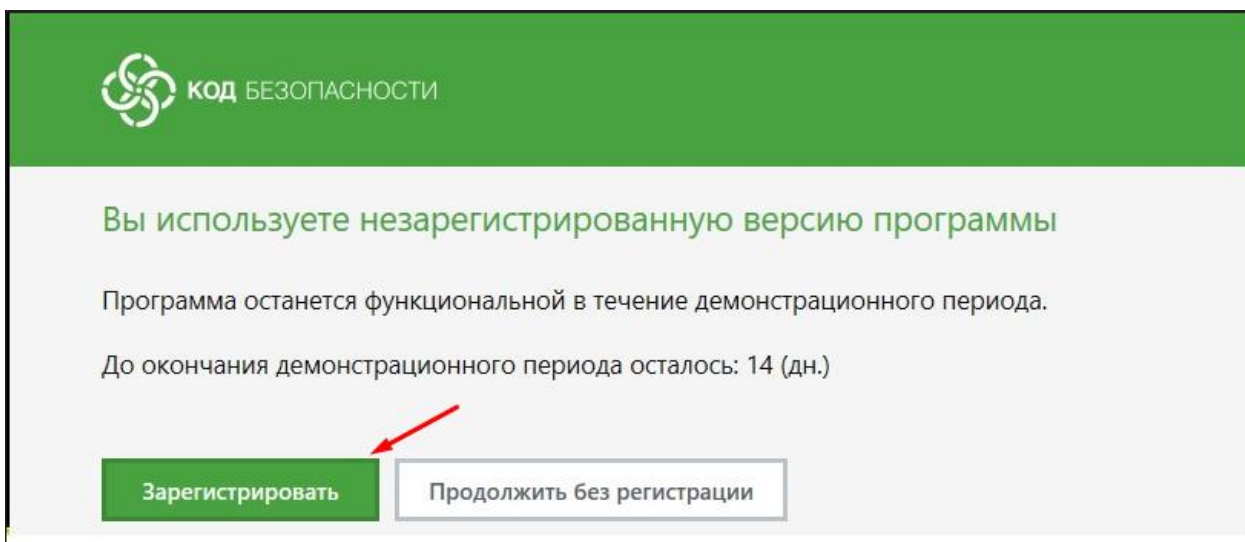 КОД БЕЗОПАСНОСТИ
Вы используете незарегистрированную версию программы
Программа останется функциональной в течение демонстрационного периода.
До окончания демонстрационного периода осталось: 14 (дн.)
Зарегистрировать
Продолжить без регистрации